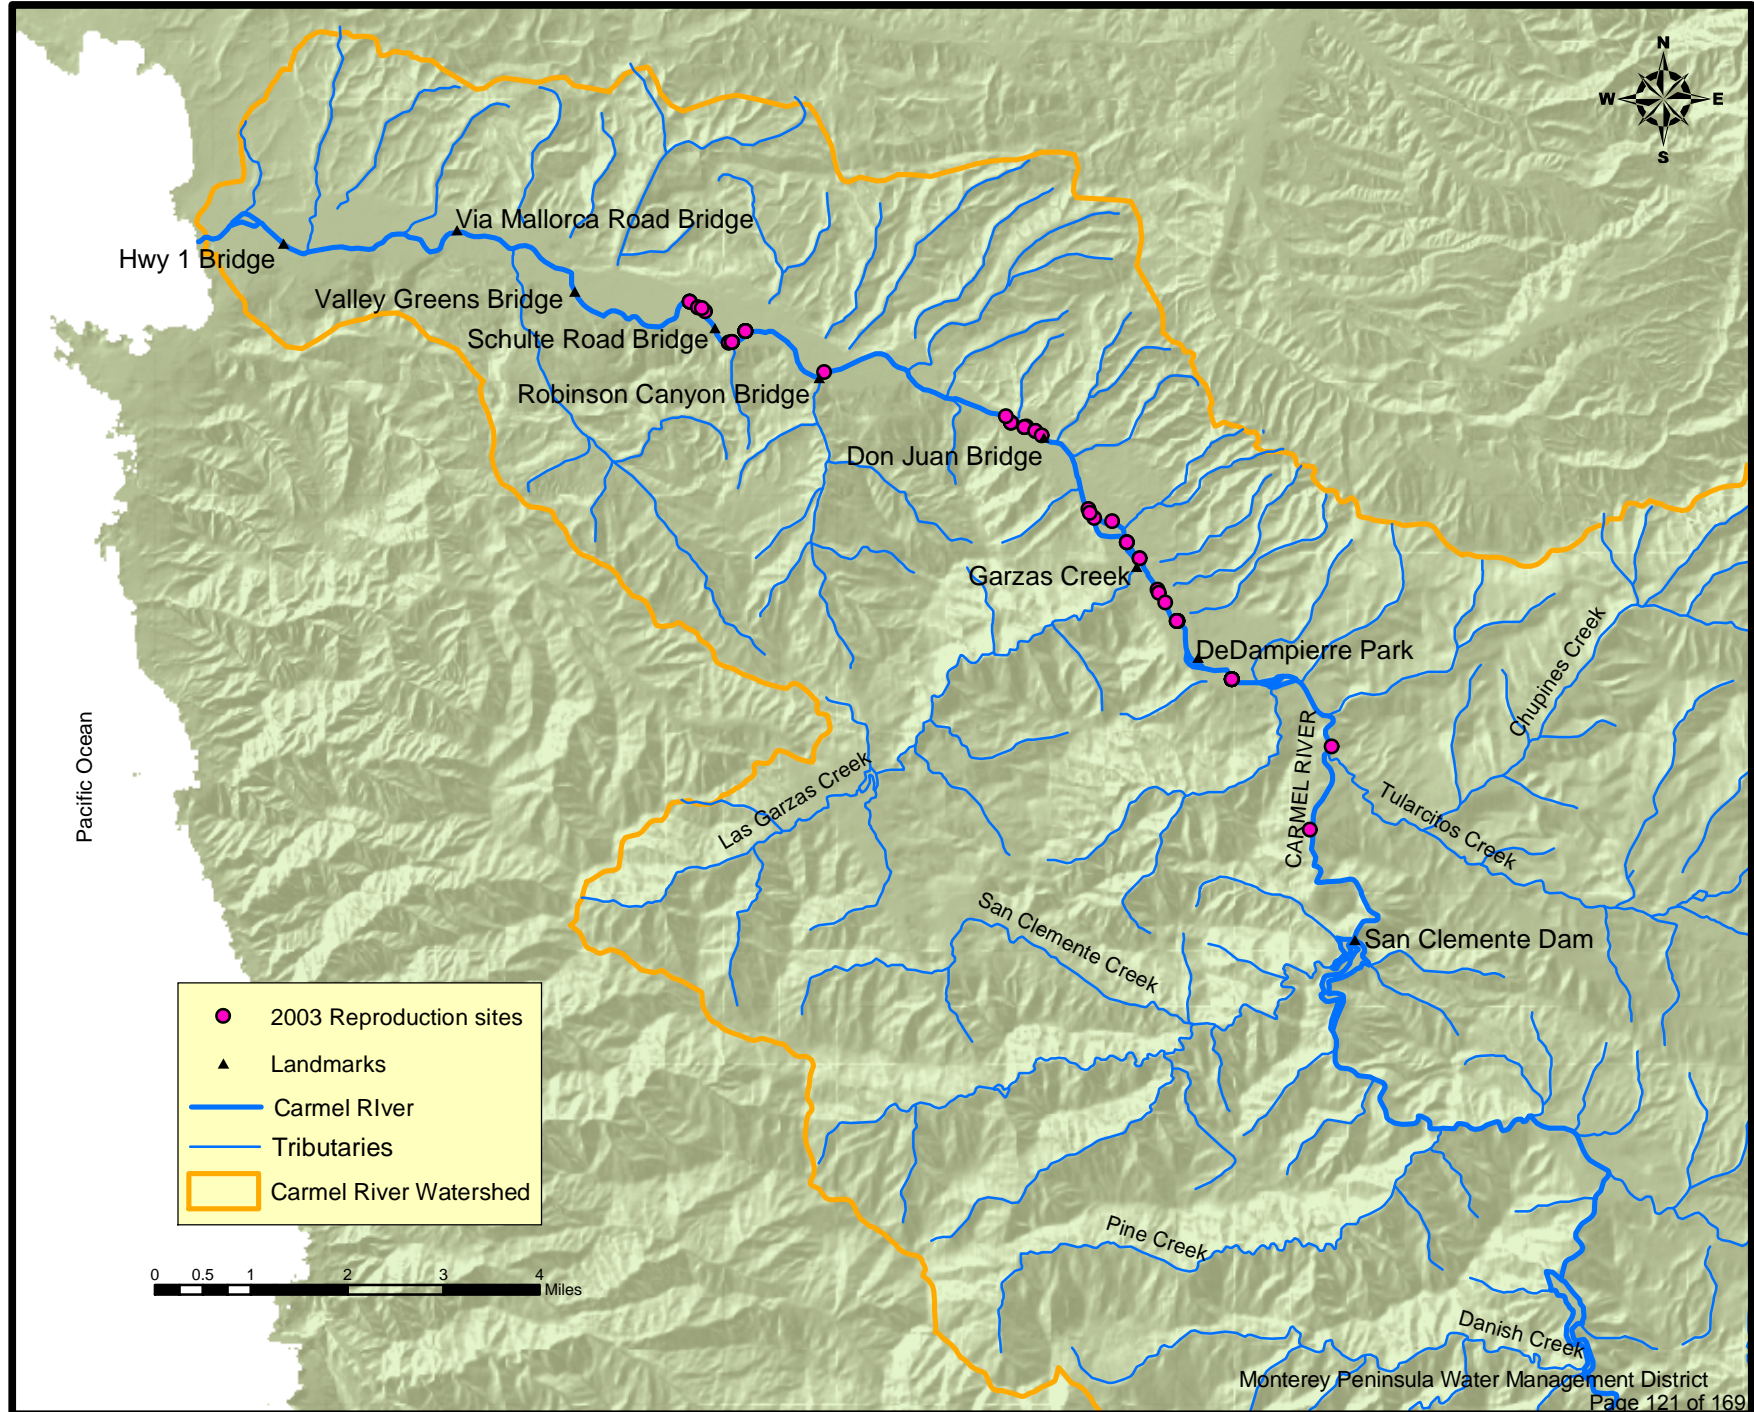 N
W E
S
Via Mallorca Road Bridge
Hwy 1 Bridge
Valley Greens Bridge
Schulte Road Bridge
Robinson Canyon Bridge
Don Juan Bridge
Garzas Creek
DeDampierre Park
Chupines Creek
Pacific Ocean
CARMEL RIVER
Las Garzas Creek
Tularcitos Creek
San Clemente Creek
San Clemente Dam
2003 Reproduction sites
Landmarks
Carmel RIver
Tributaries
Carmel River Watershed
Pine Creek
0 0.5 1 2 3 4
Miles
Danish Creek
Monterey Peninsula Water Management District
Page 121 of 169